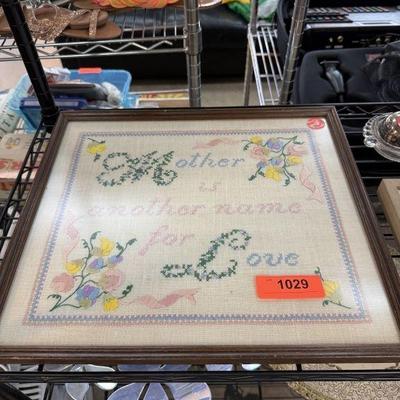 Mother
is
another name
for Love
1029